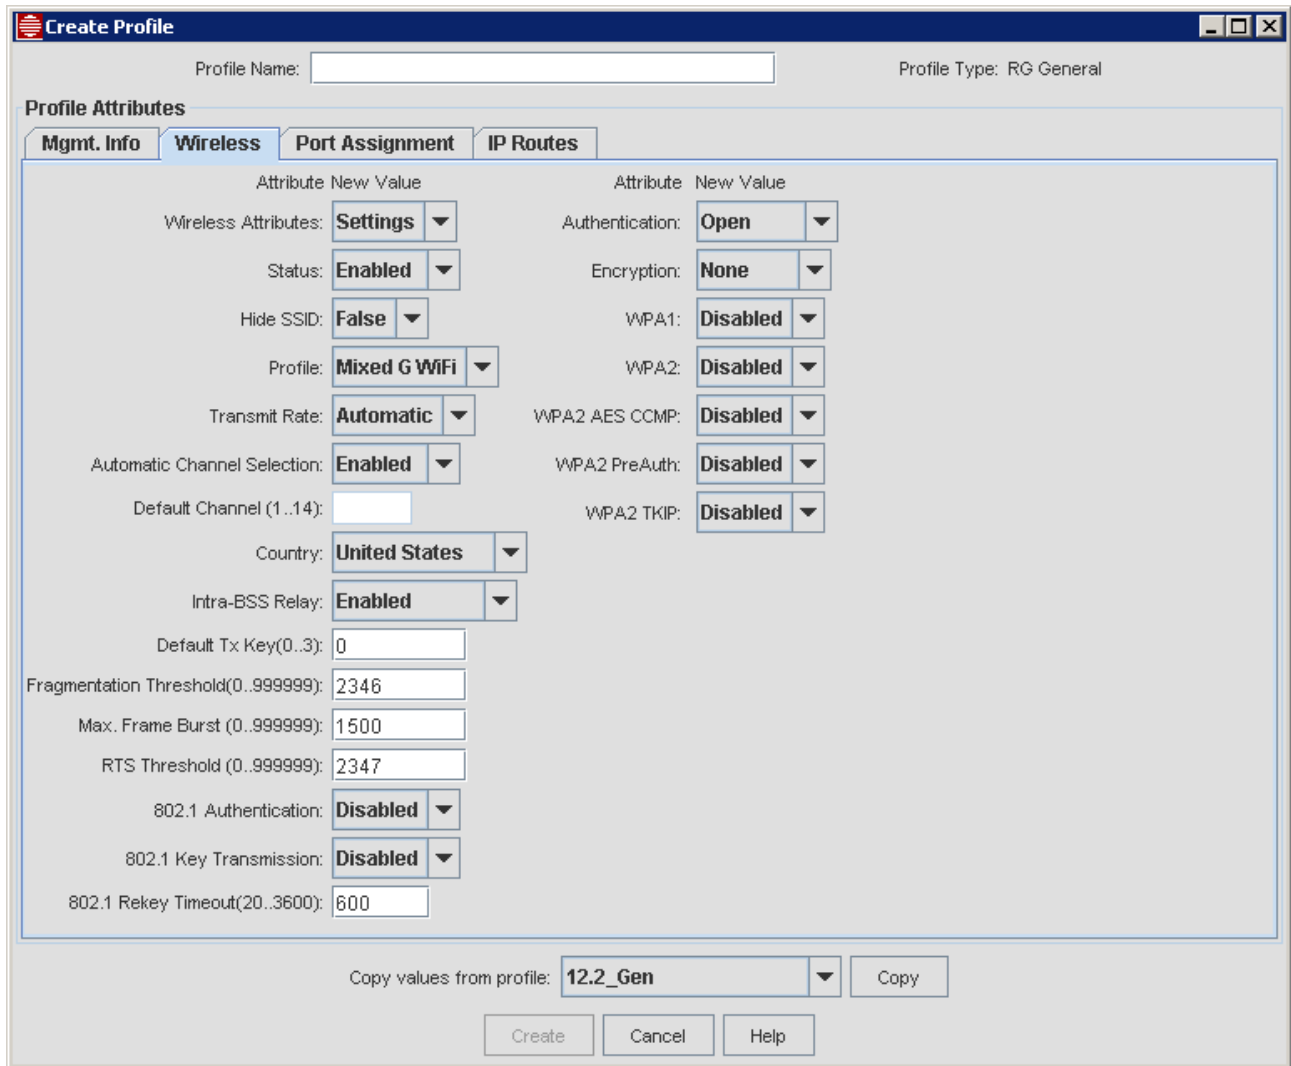 Create Profile
Profile Name: Profile Type: RG General
Profile Attributes
Mgmt. Info Wireless Port Assignment IP Routes
Attribute New Value Attribute New Value
Wireless Attributes: Settings Authentication: Open
Status: Enabled Encryption: None
Hide SSID: False WPA1: Disabled
Profile: Mixed G WiFi WPA2: Disabled
Transmit Rate: Automatic WPA2 AES CCMP: Disabled
Automatic Channel Selection: Enabled WPA2 PreAuth: Disabled
Default Channel (1..14): WPA2 TKIP: Disabled
Country: United States
Intra-BSS Relay: Enabled
Default Tx Key(0..3): 0
Fragmentation Threshold(0..999999): 2346
Max. Frame Burst (0..999999): 1500
RTS Threshold (0..999999): 2347
802.1 Authentication: Disabled
802.1 Key Transmission: Disabled
802.1 Rekey Timeout(20..3600): 600
Copy values from profile: 12.2_Gen Copy
Create Cancel Help